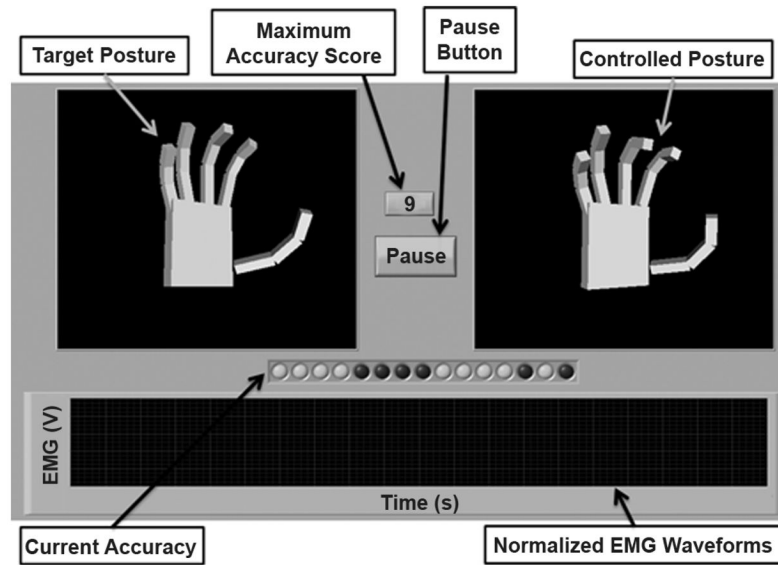 Target Posture
Maximum
Accuracy Score
Pause
Button
Controlled Posture
9
Pause
EMG (V)
Time (s)
Current Accuracy
Normalized EMG Waveforms